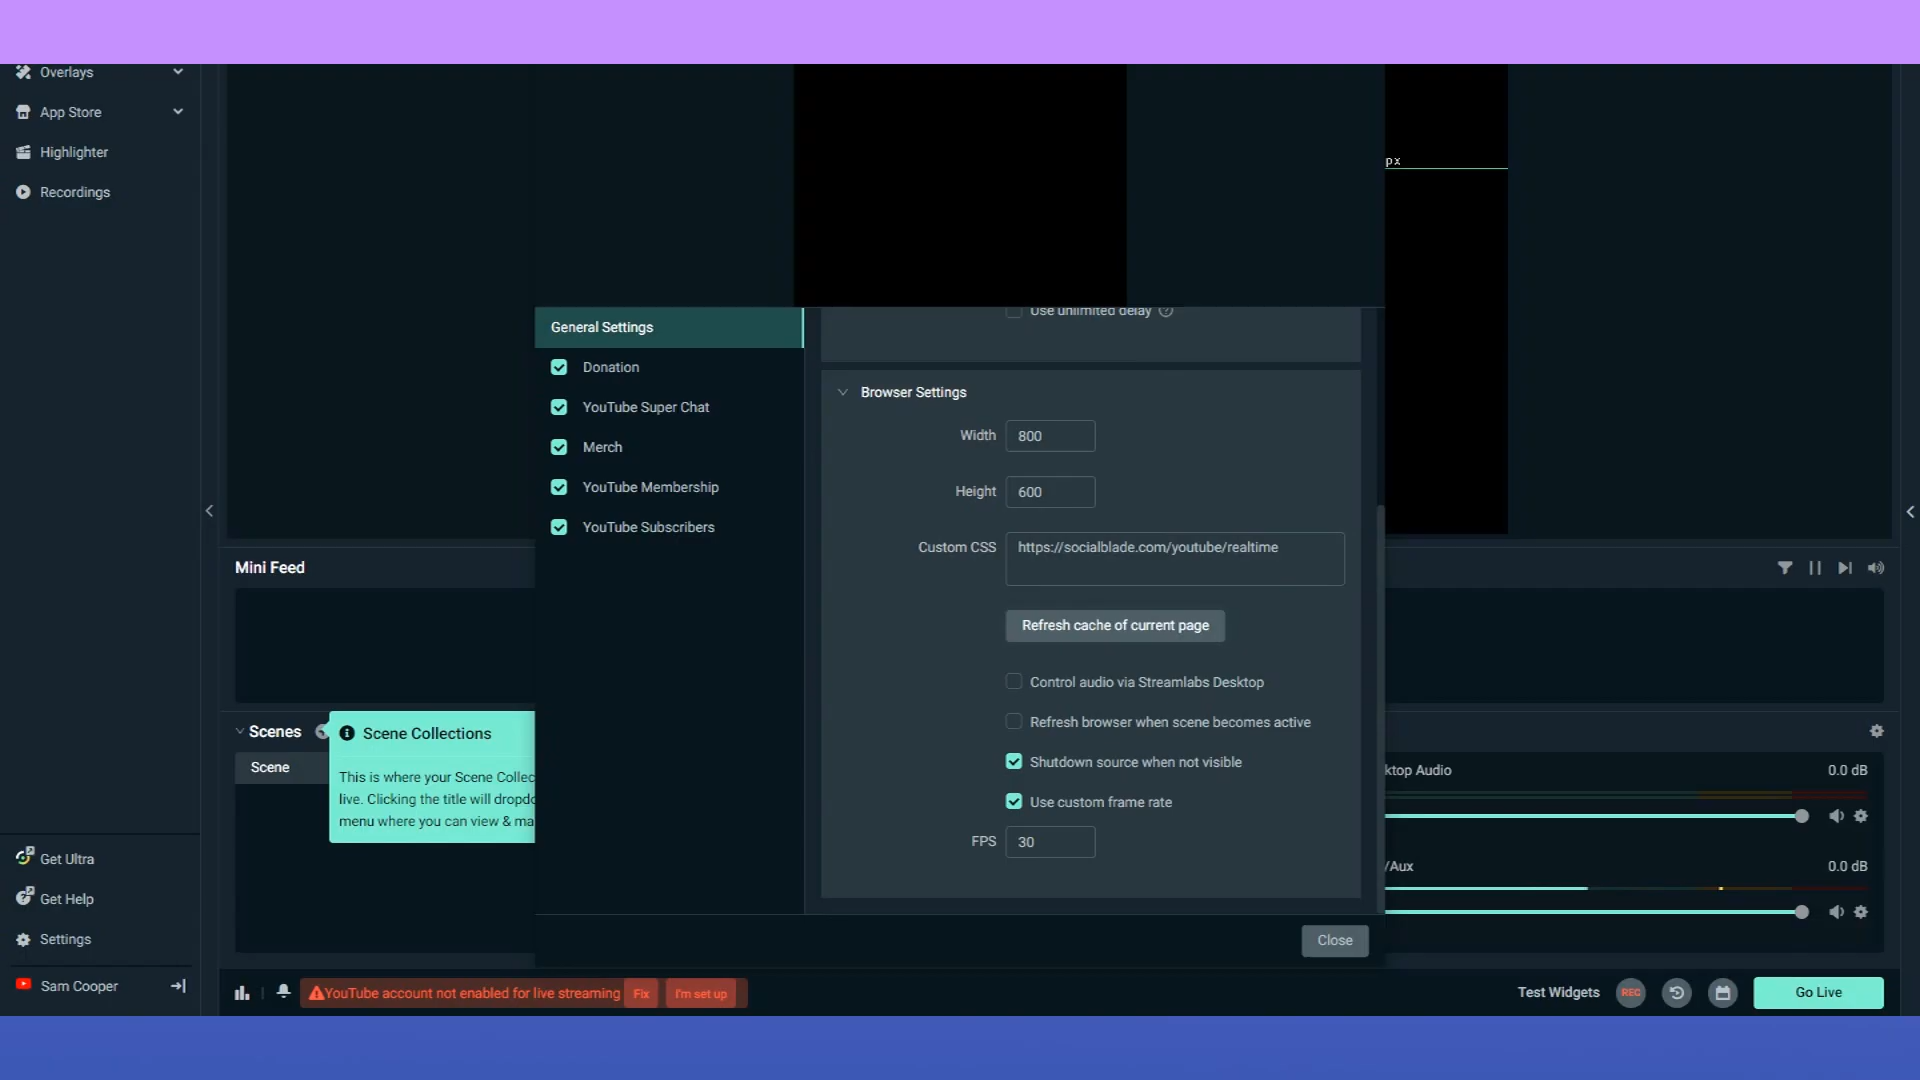 Overlays
App Store
Highlighter
Recordings
px
General Settings
Donation
YouTube Super Chat
Merch
YouTube Membership
YouTube Subscribers
Use unlimited delay
Browser Settings
Width 800
Height 600
Custom CSS https://socialblade.com/youtube/realtime
Refresh cache of current page
Control audio via Streamlabs Desktop
Refresh browser when scene becomes active
Shutdown source when not visible
Use custom frame rate
FPS 30
Close
Mini Feed
Scenes
Scene
Scene Collections
This is where your Scene Collec
live. Clicking the title will dropdo
menu where you can view & ma
ktop Audio 0.0 dB
/Aux 0.0 dB
Get Ultra
Get Help
Settings
Sam Cooper
YouTube account not enabled for live streaming Fix I'm set up
Test Widgets REC Go Live